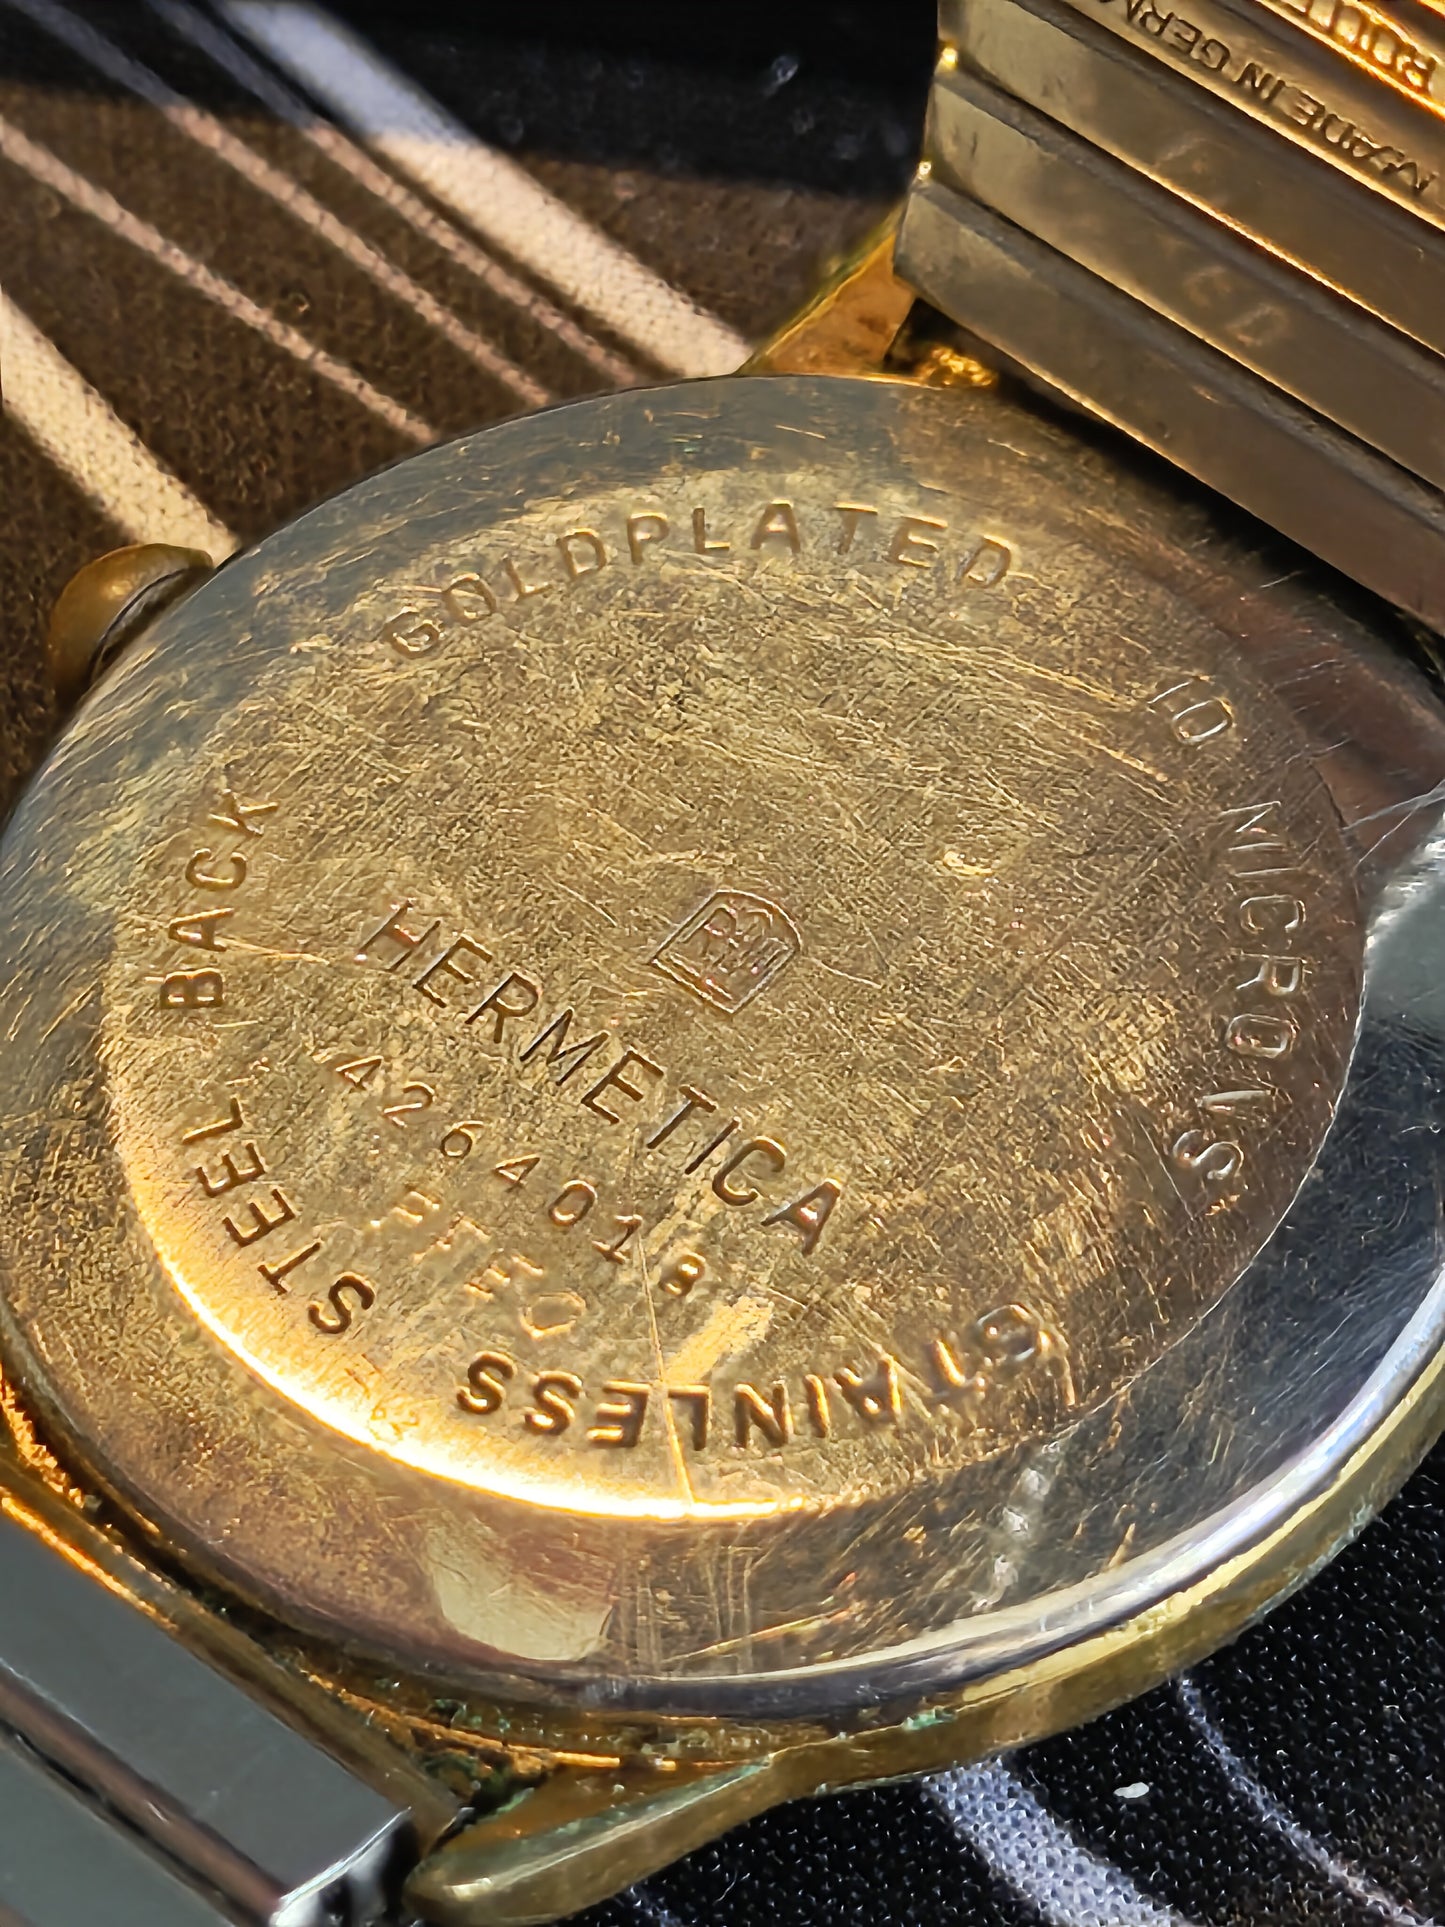 MADE IN GERM
GOLDPLATED 10 MICRONS
STAINLESS STEEL BACK
HERMETICA
4264018